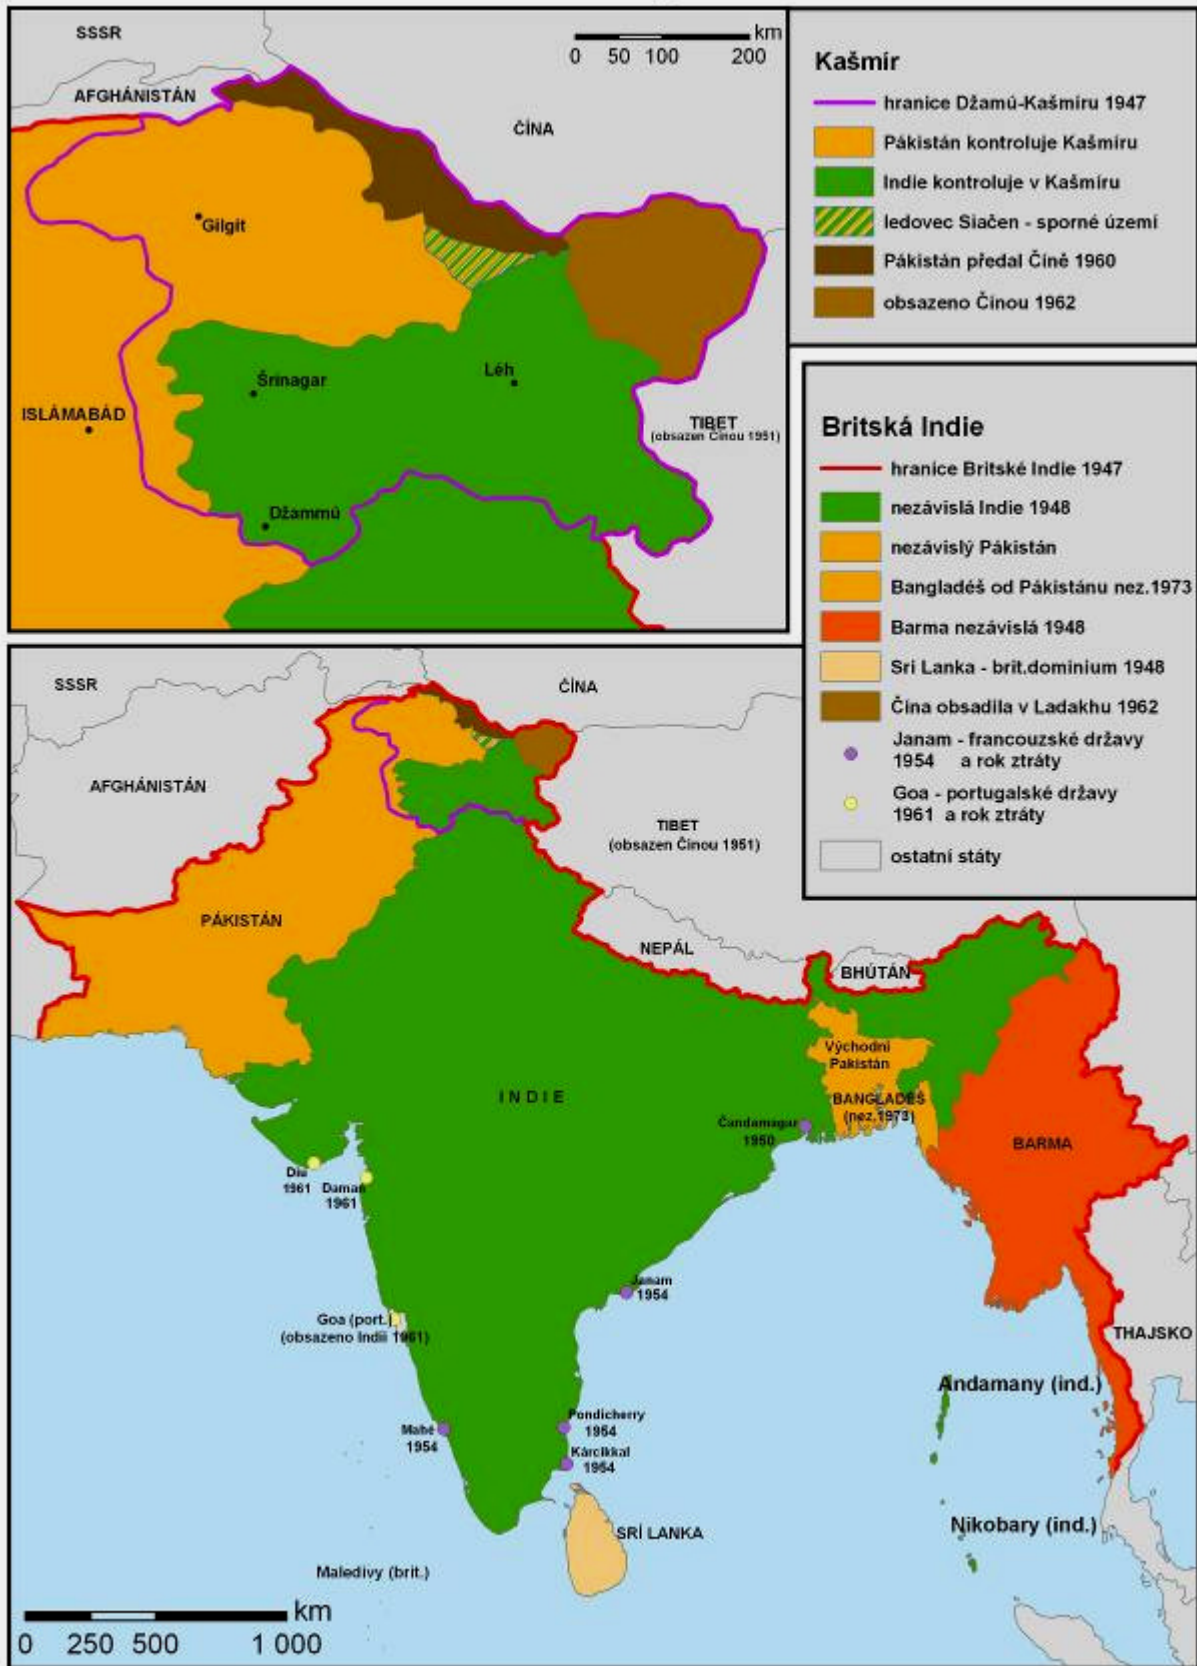 SSSR
km
0 50 100 200
AFGHÁNISTÁN
ČÍNA
Gilgit
Šrínagar
Léh
ISLÁMABÁD
TIBET
(obsazen Čínou 1951)
Džammú
Kašmír
hranice Džamú-Kašmíru 1947
Pákistán kontroluje Kašmíru
Indie kontroluje v Kašmíru
ledovec Siačen - sporné území
Pákistán předal Číně 1960
obsazeno Čínou 1962
Britská Indie
hranice Britské Indie 1947
nezávislá Indie 1948
nezávislý Pákistán
Bangladéš od Pákistánu nez.1973
Barma nezávislá 1948
Srí Lanka - brit.dominium 1948
Čína obsadila v Ladakhu 1962
Janam - francouzské državy
1954 a rok ztráty
Goa - portugalské državy
1961 a rok ztráty
ostatní státy
SSSR
ČÍNA
AFGHÁNISTÁN
TIBET
(obsazen Čínou 1951)
PÁKISTÁN
NEPÁL
BHÚTÁN
Východní
Pakistán
INDIE
BANGLADÉŠ
(nez.1973)
Čandarnagar
1950
BARMA
Diu
1961
Daman
1961
Janam
1954
Goa (port.)
(obsazeno Indií 1961)
THAJSKO
Andamany (ind.)
Mahé
1954
Pondicherry
1954
Kárcikkal
1954
Nikobary (ind.)
SRÍ LANKA
Maledivy (brit.)
km
0 250 500 1 000